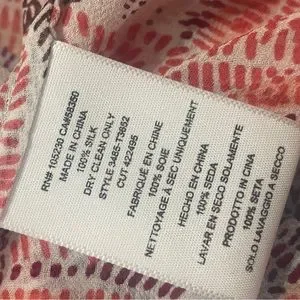 RN# 105230 CA#58350
MADE IN CHINA
100% SILK
DRY CLEAN ONLY
STYLE 3485-T3652
CUT 422495
FABRIQUE EN CHINE
100% SOIE
NETTOYAGE À SEC UNIQUEMENT
HECHO EN CHINA
100% SEDA
LAVAR EN SECO SOLAMENTE
PRODOTTO IN CINA
100% SETA
SOLO LAVAGGIO A SECCO